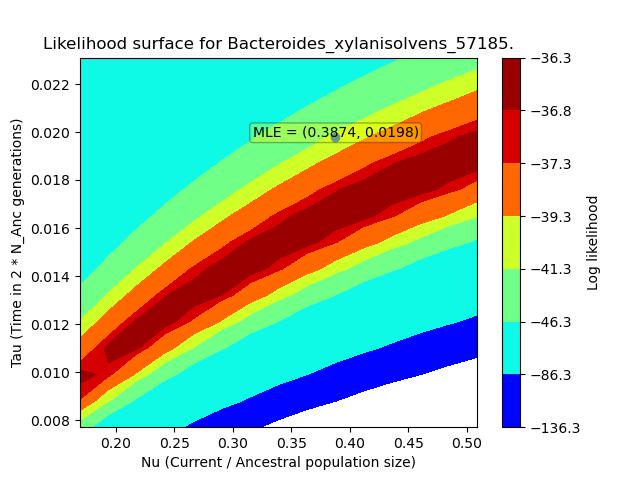 Likelihood surface for Bacteroides_xylanisolvens_57185.
MLE = (0.3874, 0.0198)
0.022
0.020
0.018
0.016
0.014
0.012
0.010
0.008
Tau (Time in 2 * N_Anc generations)
0.20 0.25 0.30 0.35 0.40 0.45 0.50
Nu (Current / Ancestral population size)
−36.3
−36.8
−37.3
−39.3
−41.3
−46.3
−86.3
−136.3
Log likelihood